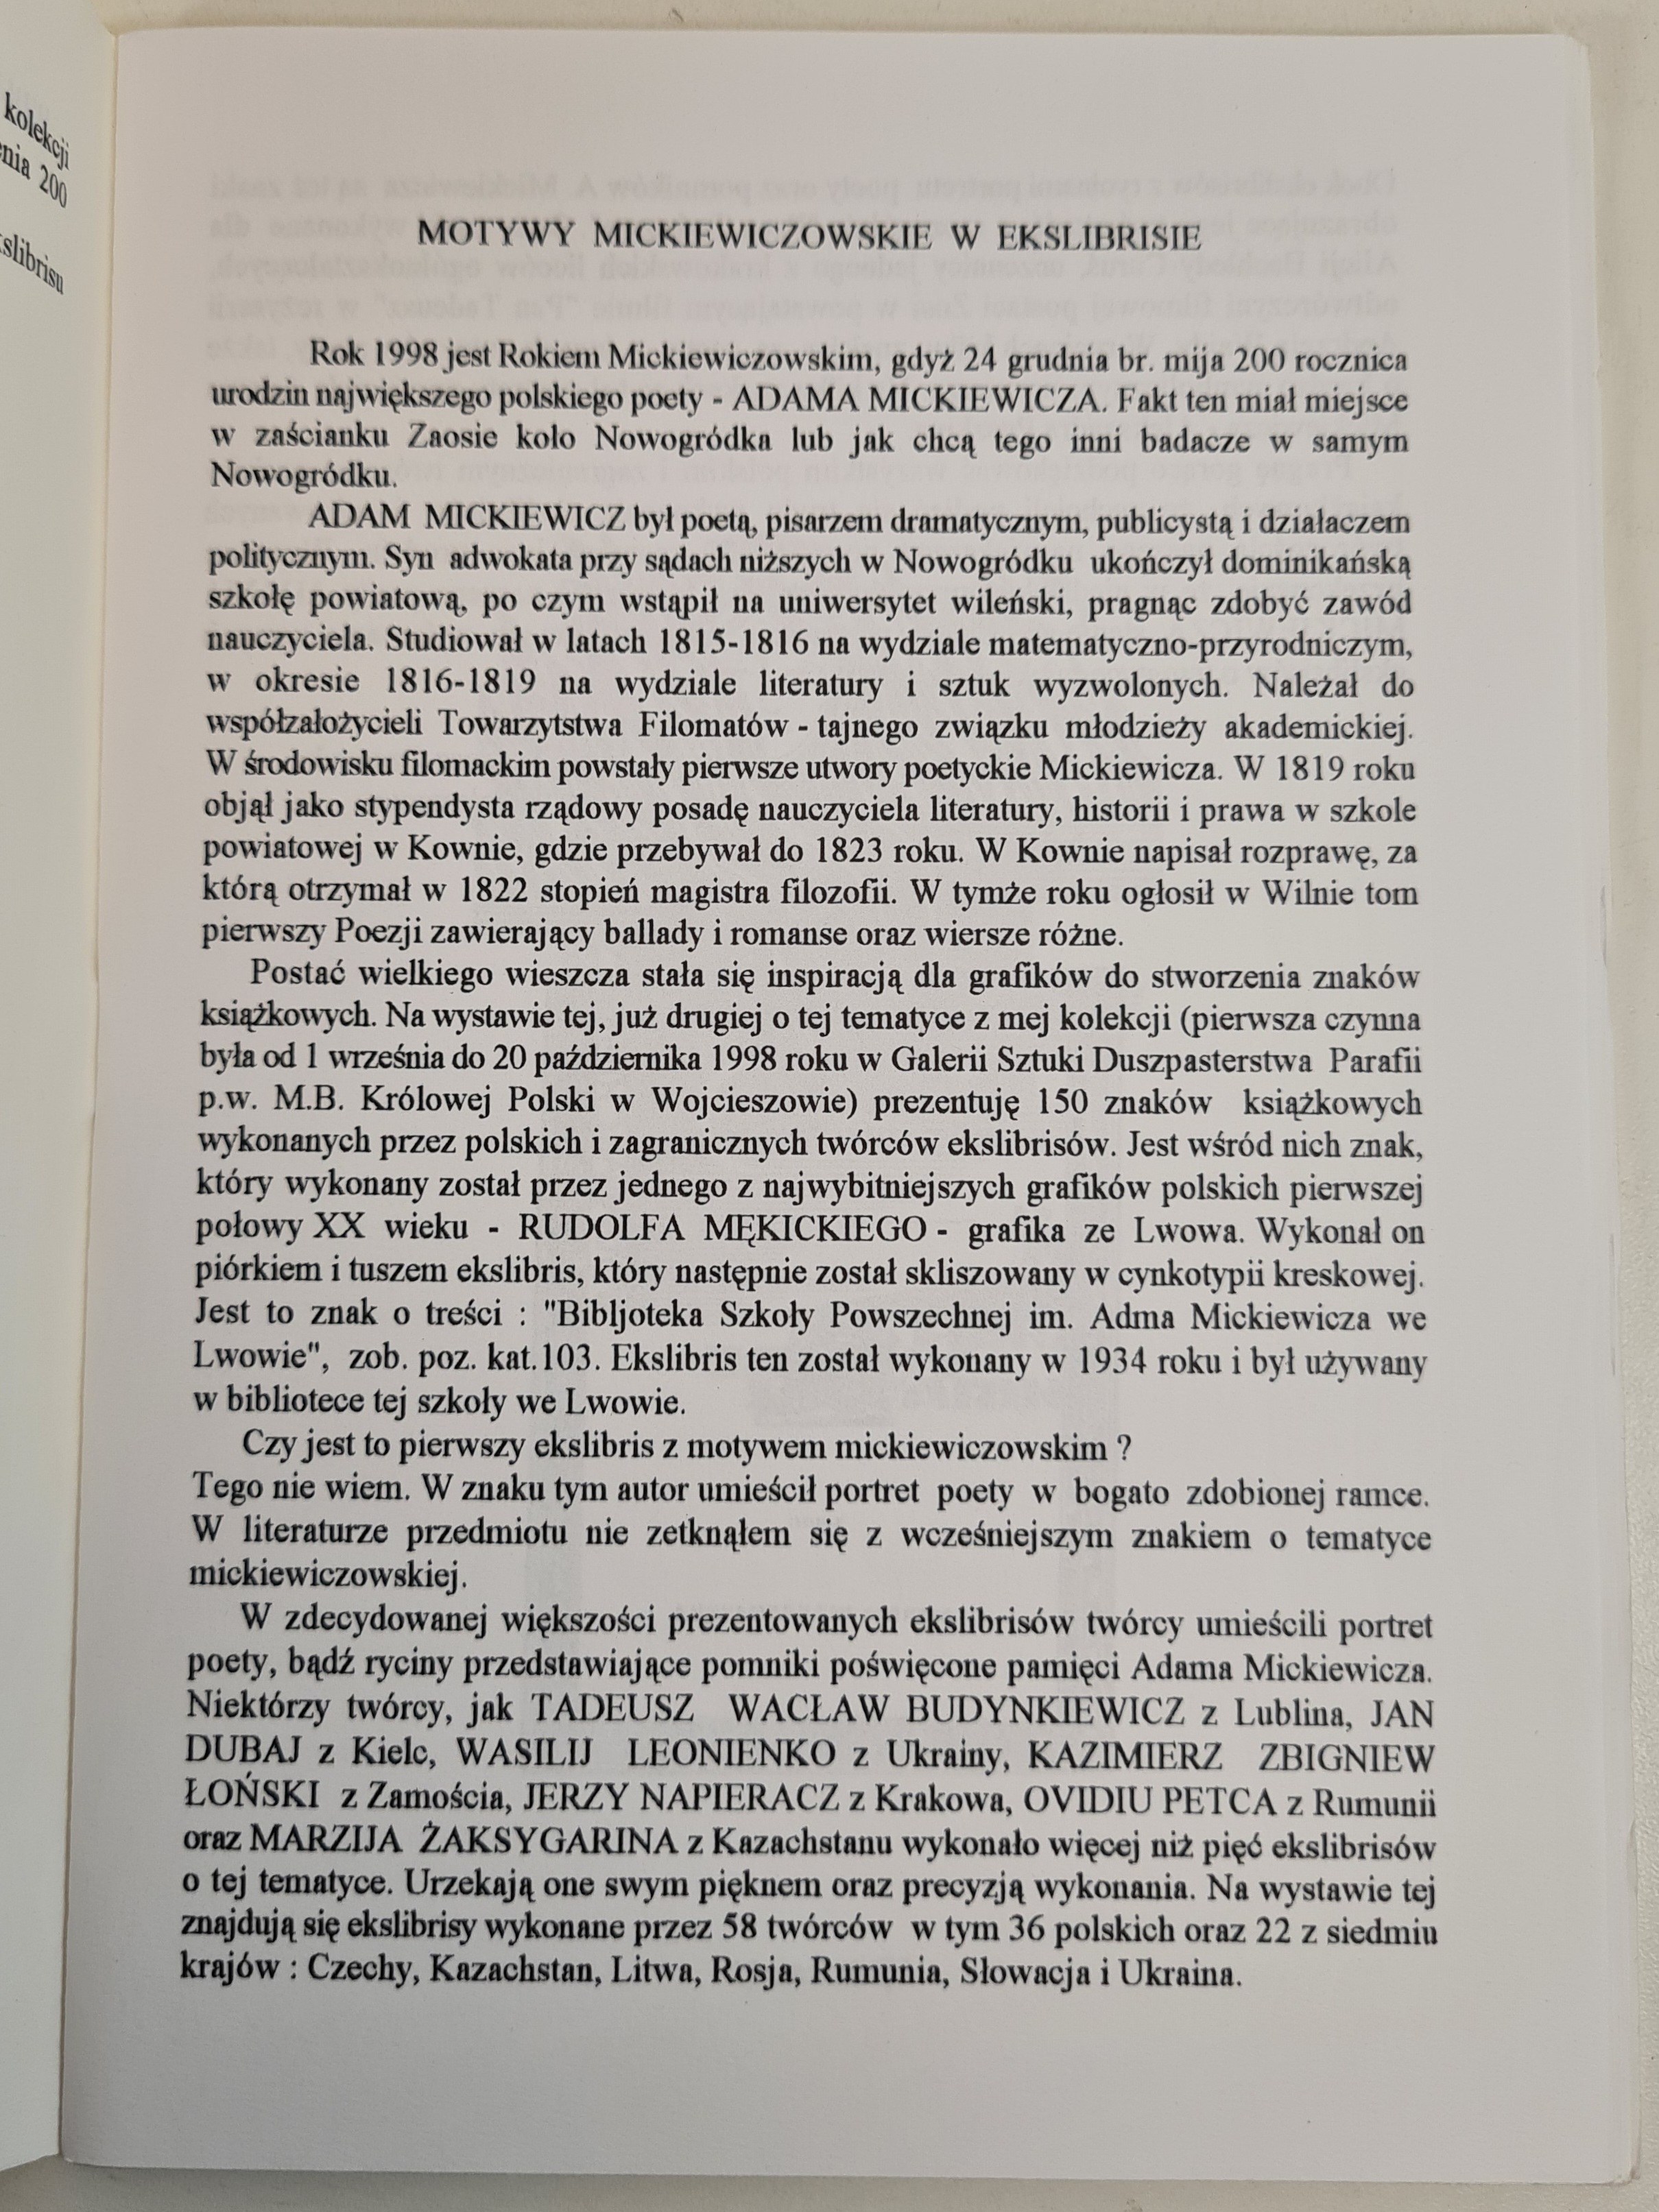 kolekcji
200
MOTYWY MICKIEWICZOWSKIE W EKSLIBRISIE
Rok 1998 jest Rokiem Mickiewiczowskim, gdyż 24 grudnia br. mija 200 rocznica
urodzin największego polskiego poety - ADAMA MICKIEWICZA. Fakt ten miał miejsce
w zaścianku Zaosie koło Nowogródka lub jak chcą tego inni badacze w samym
Nowogródku.
ADAM MICKIEWICZ był poetą, pisarzem dramatycznym, publicystą i działaczem
politycznym. Syn adwokata przy sądach niższych w Nowogródku ukończył dominikańską
szkołę powiatową, po czym wstąpił na uniwersytet wileński, pragnąc zdobyć zawód
nauczyciela. Studiował w latach 1815-1816 na wydziale matematyczno-przyrodniczym,
w okresie 1816-1819 na wydziale literatury i sztuk wyzwolonych. Należał do
współzałożycieli Towarzytstwa Filomatów - tajnego związku młodzieży akademickiej.
W środowisku filomackim powstały pierwsze utwory poetyckie Mickiewicza. W 1819 roku
objął jako stypendysta rządowy posadę nauczyciela literatury, historii i prawa w szkole
powiatowej w Kownie, gdzie przebywał do 1823 roku. W Kownie napisał rozprawę, za
którą otrzymał w 1822 stopień magistra filozofii. W tymże roku ogłosił w Wilnie tom
pierwszy Poezji zawierający ballady i romanse oraz wiersze różne.
Postać wielkiego wieszcza stała się inspiracją dla grafików do stworzenia znaków
książkowych. Na wystawie tej, już drugiej o tej tematyce z mej kolekcji (pierwsza czynna
była od 1 września do 20 października 1998 roku w Galerii Sztuki Duszpasterstwa Parafii
p.w. M.B. Królowej Polski w Wojcieszowie) prezentuję 150 znaków książkowych
wykonanych przez polskich i zagranicznych twórców ekslibrisów. Jest wśród nich znak,
który wykonany został przez jednego z najwybitniejszych grafików polskich pierwszej
połowy XX wieku - RUDOLFA MĘKICKIEGO - grafika ze Lwowa. Wykonał on
piórkiem i tuszem ekslibris, który następnie został skliszowany w cynkotypii kreskowej.
Jest to znak o treści : "Bibljoteka Szkoły Powszechnej im. Adma Mickiewicza we
Lwowie", zob. poz. kat.103. Ekslibris ten został wykonany w 1934 roku i był używany
w bibliotece tej szkoły we Lwowie.
Czy jest to pierwszy ekslibris z motywem mickiewiczowskim ?
Tego nie wiem. W znaku tym autor umieścił portret poety w bogato zdobionej ramce.
W literaturze przedmiotu nie zetknąłem się z wcześniejszym znakiem o tematyce
mickiewiczowskiej.
W zdecydowanej większości prezentowanych ekslibrisów twórcy umieścili portret
poety, bądź ryciny przedstawiające pomniki poświęcone pamięci Adama Mickiewicza.
Niektórzy twórcy, jak TADEUSZ WACŁAW BUDYNKIEWICZ z Lublina, JAN
DUBAJ z Kielc, WASILIJ LEONIENKO z Ukrainy, KAZIMIERZ ZBIGNIEW
ŁOŃSKI z Zamościa, JERZY NAPIERACZ z Krakowa, OVIDIU PETCA z Rumunii
oraz MARZIJA ŻAKSYGARINA z Kazachstanu wykonało więcej niż pięć ekslibrisów
o tej tematyce. Urzekają one swym pięknem oraz precyzją wykonania. Na wystawie tej
znajdują się ekslibrisy wykonane przez 58 twórców w tym 36 polskich oraz 22 z siedmiu
krajów : Czechy, Kazachstan, Litwa, Rosja, Rumunia, Słowacja i Ukraina.